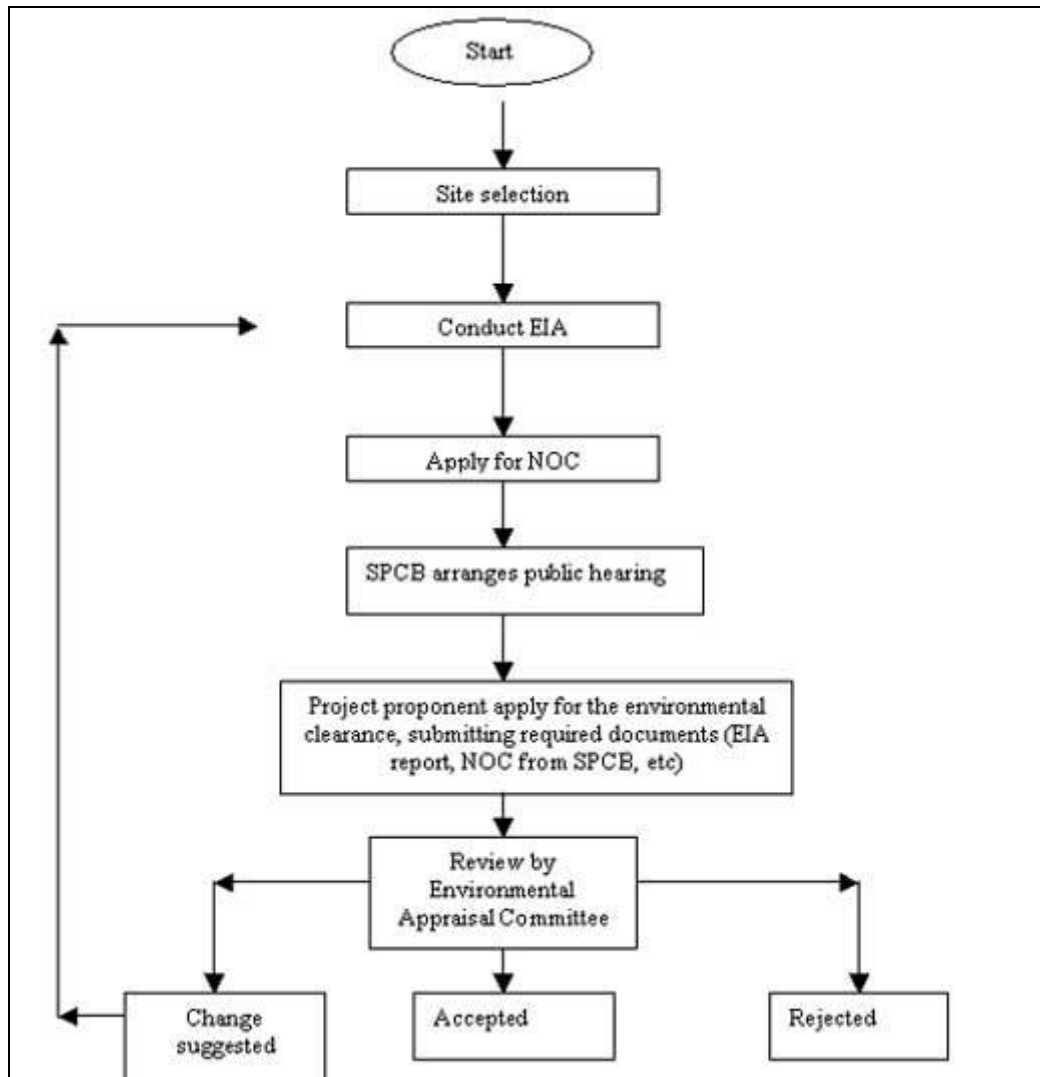 Start
Site selection
Conduct EIA
Apply for NOC
SPCB arranges public hearing
Project proponent apply for the environmental
clearance, submitting required documents (EIA
report, NOC from SPCB, etc)
Review by
Environmental
Appraisal Committee
Change
suggested
Accepted
Rejected